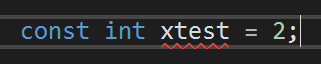 const int xtest = 2;